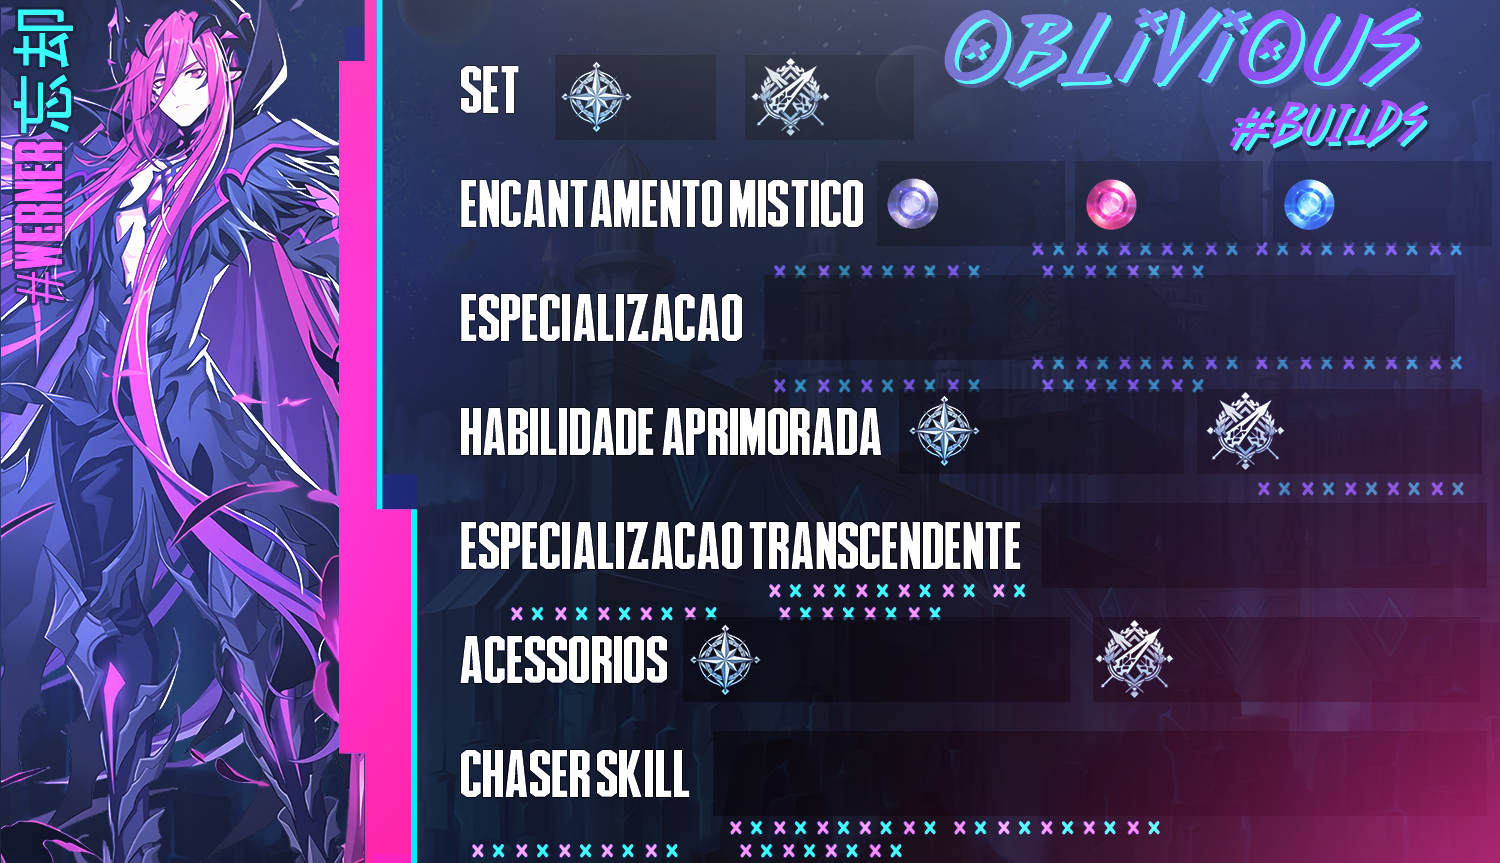 #WERNER忘却
OBLIVIOUS
#BUILDS
SET
ENCANTAMENTO MISTICO
ESPECIALIZACAO
HABILIDADE APRIMORADA
ESPECIALIZACAO TRANSCENDENTE
ACESSORIOS
CHASER SKILL